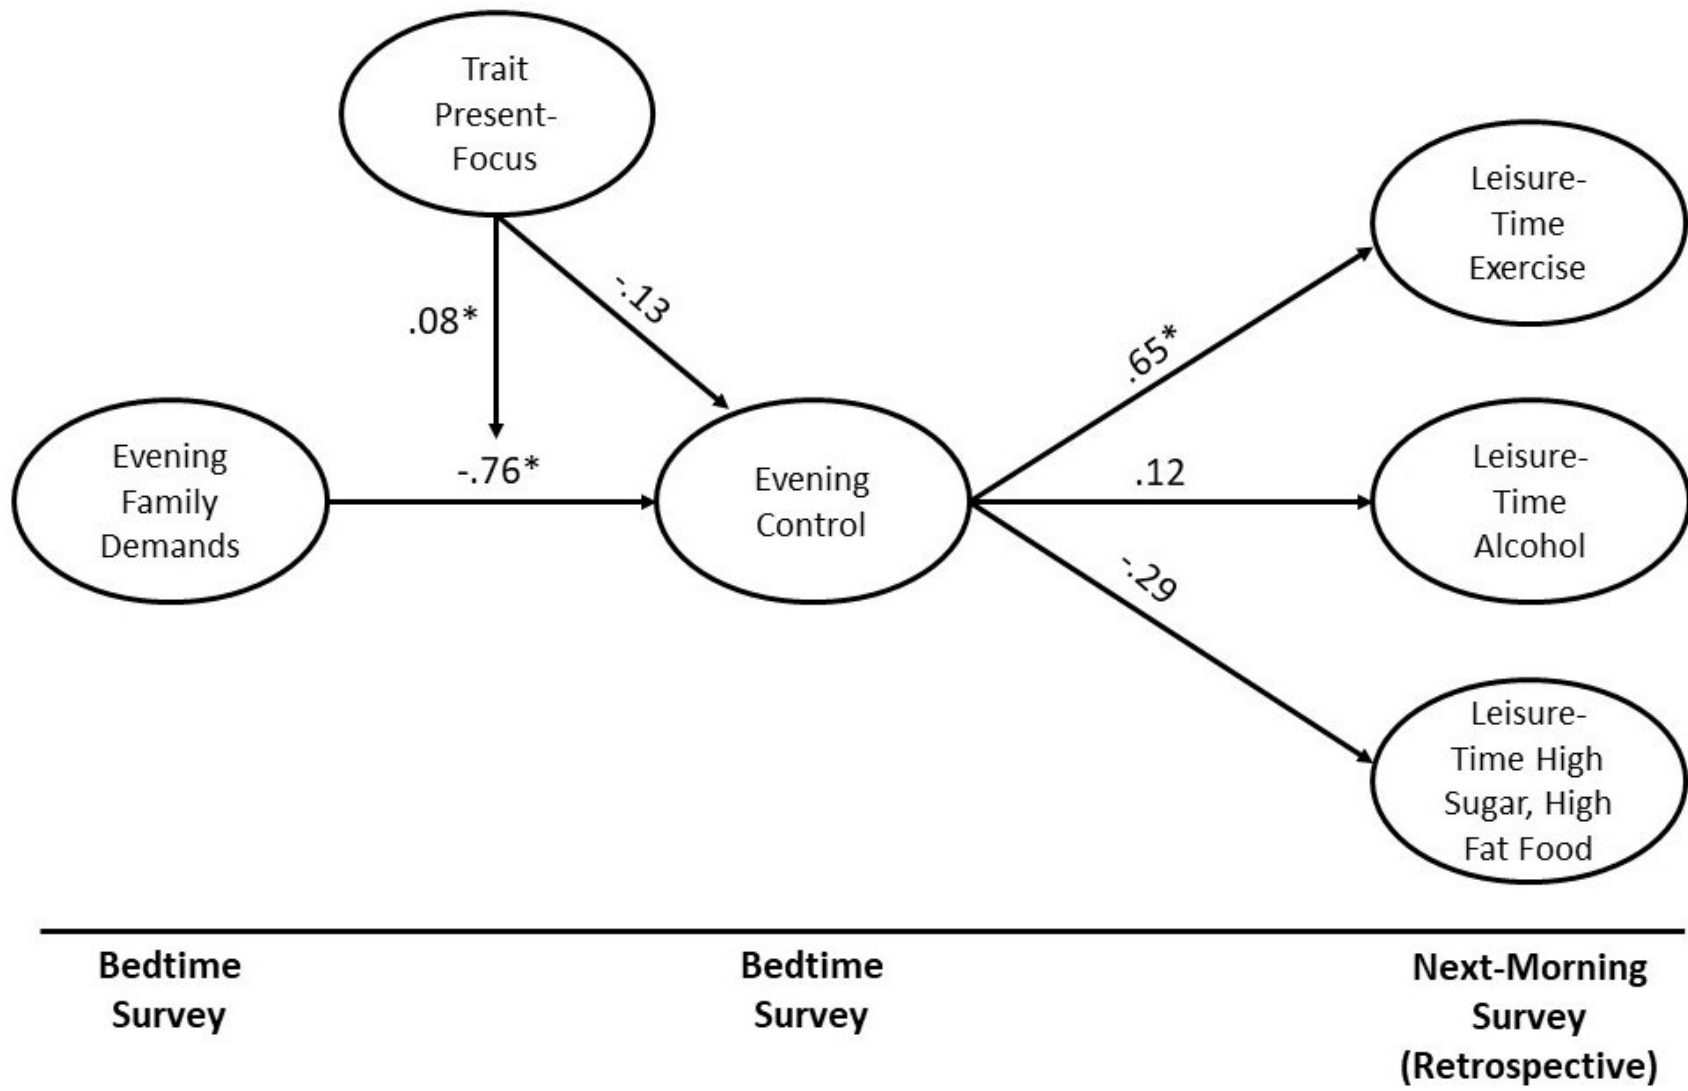 Trait
Present-
Focus
.08*
-.13
Evening
Family
Demands
-.76*
Evening
Control
.65*
.12
-.29
Leisure-
Time
Exercise
Leisure-
Time
Alcohol
Leisure-
Time High
Sugar, High
Fat Food
Bedtime
Survey
Bedtime
Survey
Next-Morning
Survey
(Retrospective)